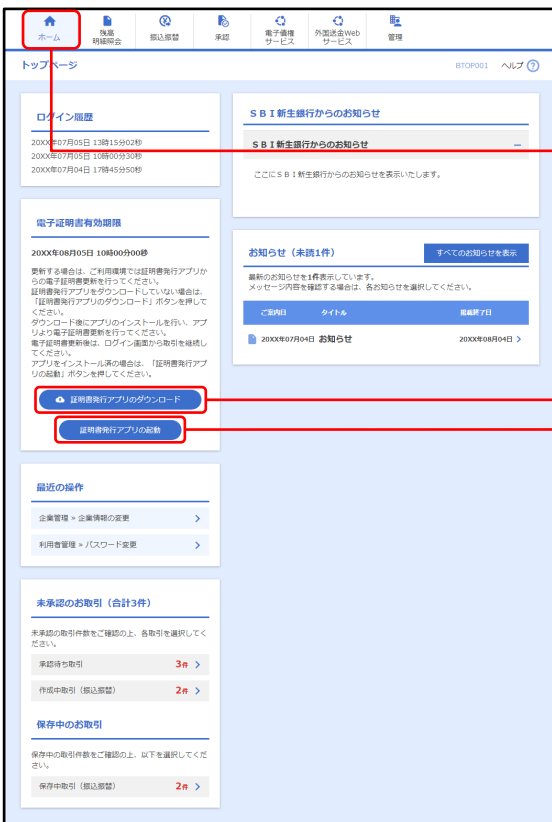 ホーム
残高
明細照会
振込振替
承認
電子債権
サービス
外国送金Web
サービス
管理
トップページ
BTOP001 ヘルプ ?
ログイン履歴
20XX年07月05日 13時15分02秒
20XX年07月05日 10時00分30秒
20XX年07月04日 17時45分50秒
電子証明書有効期限
20XX年08月05日 10時00分00秒
更新する場合は、ご利用環境では証明書発行アプリか
らの電子証明書更新を行ってください。
証明書発行アプリをダウンロードしていない場合は、
「証明書発行アプリのダウンロード」ボタンを押して
ください。
ダウンロード後にアプリのインストールを行い、アプ
リより電子証明書更新を行ってください。
電子証明書更新後は、ログイン画面から取引を継続し
てください。
アプリをインストール済の場合は、「証明書発行アプ
リの起動」ボタンを押してください。
証明書発行アプリのダウンロード
証明書発行アプリの起動
最近の操作
企業管理 » 企業情報の変更
利用者管理 » パスワード変更
未承認のお取引（合計3件）
未承認の取引件数をご確認の上、各取引を選択してく
ださい。
承認待ち取引 3件
作成中取引（振込振替） 2件
保存中のお取引
保存中の取引件数をご確認の上、以下を選択してくだ
さい。
保存中取引（振込振替） 2件
ＳＢＩ新生銀行からのお知らせ
ＳＢＩ新生銀行からのお知らせ
ここにＳＢＩ新生銀行からのお知らせを表示いたします。
お知らせ（未読1件）
すべてのお知らせを表示
最新のお知らせを1件表示しています。
メッセージ内容を確認する場合は、各お知らせを選択してください。
ご案内日 タイトル 掲載終了日
20XX年07月04日 お知らせ 20XX年08月04日